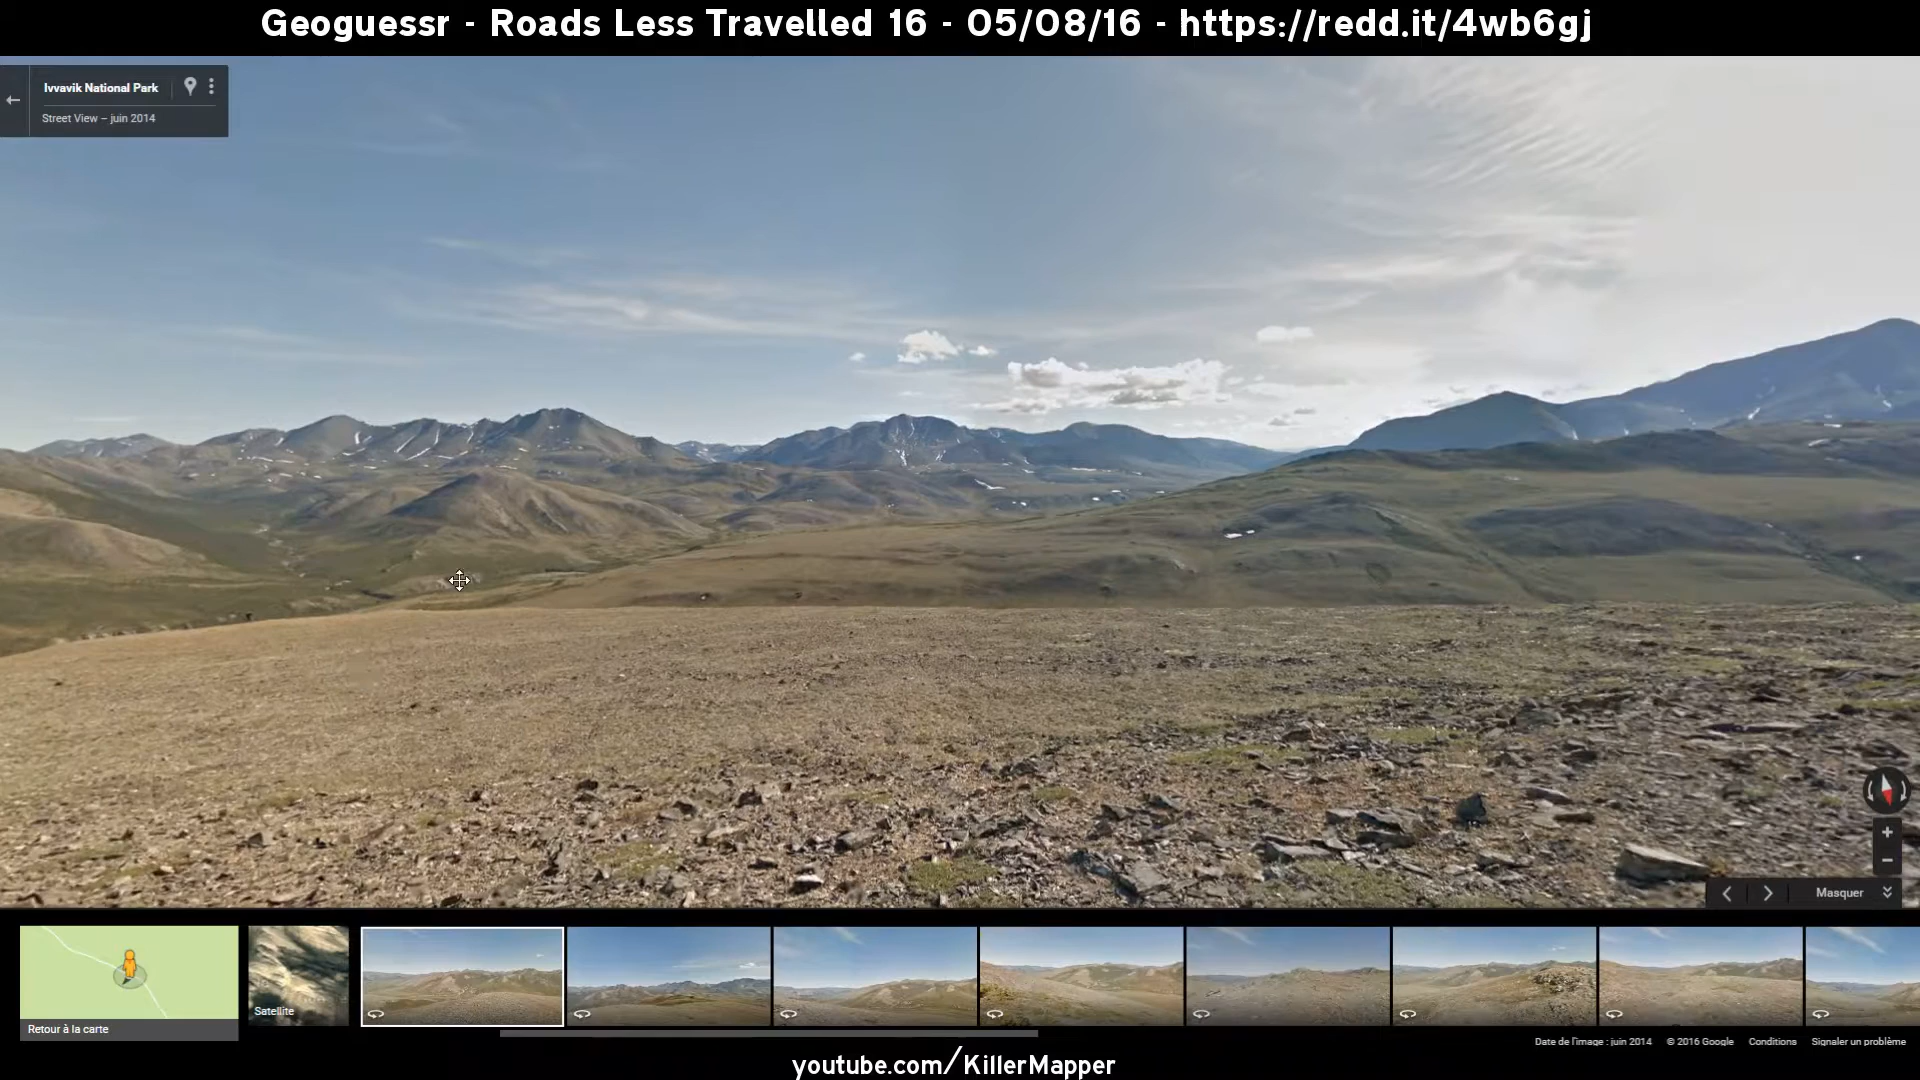 Geoguessr - Roads Less Travelled 16 - 05/08/16 - https://redd.it/4wb6gj
Ivvavik National Park
Street View – juin 2014
Masquer
Satellite
Retour à la carte
Date de l'image : juin 2014 © 2016 Google Conditions Signaler un problème
youtube.com/KillerMapper